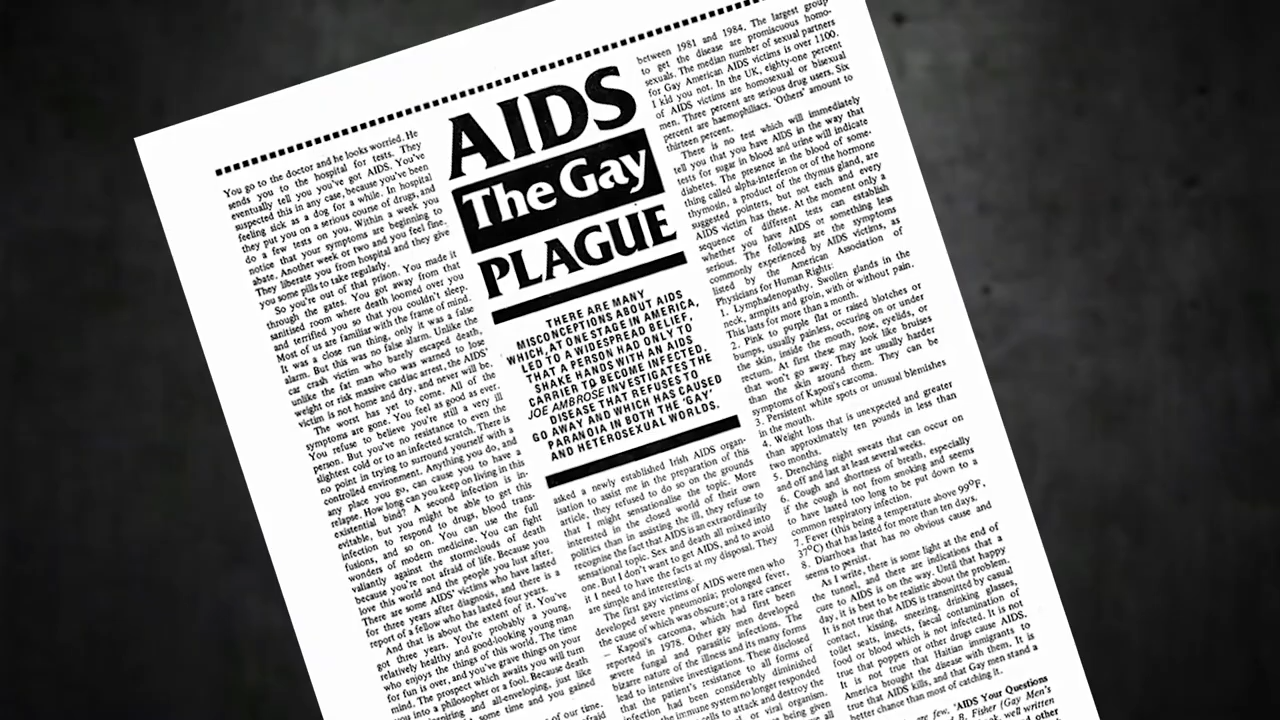 You go to the doctor and he looks worried. He
sends you to the hospital for tests. They
eventually tell you you've got AIDS. You've
suspected this in any case, because you've been
feeling sick as a dog for a while. In hospital
they put you on a serious course of drugs, and
do a few tests on you. Within a week you
notice that your symptoms are beginning to
abate. Another week or two and you feel fine.
They liberate you from hospital and they give
you some pills to take regularly.
So you're out of that prison. You made it
through the gates. You got away from that
sanitised room where death loomed over you
and terrified you so that you couldn't sleep.
Most of us are familiar with the frame of mind.
It was a close run thing, only it was a false
alarm. But this was no false alarm. Unlike the
car crash victim who barely escaped death,
unlike the fat man who was warned to lose
weight or risk massive cardiac arrest, the AIDS'
victim is not home and dry, and never will be.
The worst has yet to come. All of the
symptoms are gone. You feel as good as ever.
You refuse to believe you're still a very ill
person. But you've no resistance to even the
slightest cold or to an infected scratch. There is
no point in trying to surround yourself with a
controlled environment. Anything you do, and
any place you go, can cause you to have a
relapse. How long can you keep on living in this
existential bind? A second infection is in-
evitable, but you might be able to get this
infection to respond to drugs, blood trans-
fusions, and so on. You can use the full
wonders of modern medicine. You can fight
valiantly against the stormclouds of death
because you're not afraid of life. Because you
love this world and the people you lust after.
There are some AIDS' victims who have lasted
for three years after diagnosis, and there is a
report of a fellow who has lasted four years.
And that is about the extent of it. You've
got three years. You're probably a young,
relatively healthy and good-looking young man
who enjoys the things of this world. The time
for fun is over, and you've grave things on your
mind. The prospect which awaits you will turn
you into a philosopher or a fool. Because death
inspiring and all-enveloping, just like
some time and you gained
of our time.
AIDS
The Gay
PLAGUE
THERE ARE MANY
MISCONCEPTIONS ABOUT AIDS
WHICH, AT ONE STAGE IN AMERICA,
LED TO A WIDESPREAD BELIEF,
THAT A PERSON HAD ONLY TO
SHAKE HANDS WITH AN AIDS
CARRIER TO BECOME INFECTED.
JOE AMBROSE INVESTIGATES THE
DISEASE THAT REFUSES TO
GO AWAY AND WHICH HAS CAUSED
PARANOIA IN BOTH THE 'GAY'
AND HETEROSEXUAL WORLDS.
asked a newly established Irish AIDS organ-
isation to assist me in the preparation of this
article, they refused to do so on the grounds
that I might sensationalise the topic. More
interested in the closed world of their own
politics than in assisting the ill, they refuse to
recognise the fact that AIDS is an extraordinarily
sensational topic. Sex and death all mixed into
one. But I don't want to get AIDS, and to avoid
it I need to have the facts at my disposal. They
are simple and interesting.
The first gay victims of AIDS were men who
developed severe pneumonia; prolonged fever,
the cause of which was obscure; or a rare cancer
— Kaposi's sarcoma, which had first been
reported in 1978. Other gay men developed
severe fungal and parasitic infections. The
bizarre nature of the illness and its many forms
lead to intensive investigations. These disclosed
that the patient's resistance to all forms of
infection had been considerably diminished
the immune system no longer responded
cells to attack and destroy the
or viral organisms.
being given
between 1981 and 1984. The largest group
to get the disease are promiscuous homo-
sexuals. The median number of sexual partners
for Gay American AIDS victims is over 1100.
I kid you not. In the UK, eighty-one percent
of AIDS victims are homosexual or bisexual
men. Three percent are serious drug users. Six
percent are haemophiliacs. 'Others' amount to
thirteen percent.
There is no test which will immediately
tell you that you have AIDS in the way that
tests for sugar in blood and urine will indicate
diabetes. The presence in the blood of some-
thing called alpha-interferon or of the hormone
thymosin, a product of the thymus gland, are
suggested pointers, but not each and every
AIDS victim has these. At the moment only a
sequence of different tests can establish
whether you have AIDS or something less
serious. The following are the symptoms
commonly experienced by AIDS victims, as
listed by the American Association of
Physicians for Human Rights:
1. Lymphadenopathy. Swollen glands in the
neck, armpits and groin, with or without pain.
This lasts for more than a month.
2. Pink to purple flat or raised blotches or
bumps, usually painless, occuring on or under
the skin, inside the mouth, nose, eyelids, or
rectum. At first these may look like bruises
that won't go away. They are usually harder
than the skin around them. They can be
symptoms of Kaposi's carcoma.
3. Persistent white spots or unusual blemishes
in the mouth.
4. Weight loss that is unexpected and greater
than approximately ten pounds in less than
two months.
5. Drenching night sweats that can occur on
and off and last at least several weeks.
6. Cough and shortness of breath, especially
if the cough is not from smoking and seems
to have lasted too long to be put down to a
common respiratory infection.
7. Fever (this being a temperature above 99ºF,
37ºC) that has lasted for more than ten days.
8. Diarrhoea that has no obvious cause and
seems to persist.
As I write, there is some light at the end of
the tunnel, and there are indications that a
cure to AIDS is on the way. Until that happy
day, it is best to be realistic about the problem.
It is not true that AIDS is transmitted by casual
contact, kissing, sneezing, drinking glasses,
toilet seats, insects, faecal contamination of
food or blood which is not infected. It is not
true that poppers or other drugs cause AIDS.
It is not true that Haitian immigrants to
America brought the disease with them. It is
true that AIDS kills, and that Gay men stand a
better chance than most of catching it.
are few, "AIDS Your Questions
B. Fisher (Gay Men's
book, well written
other